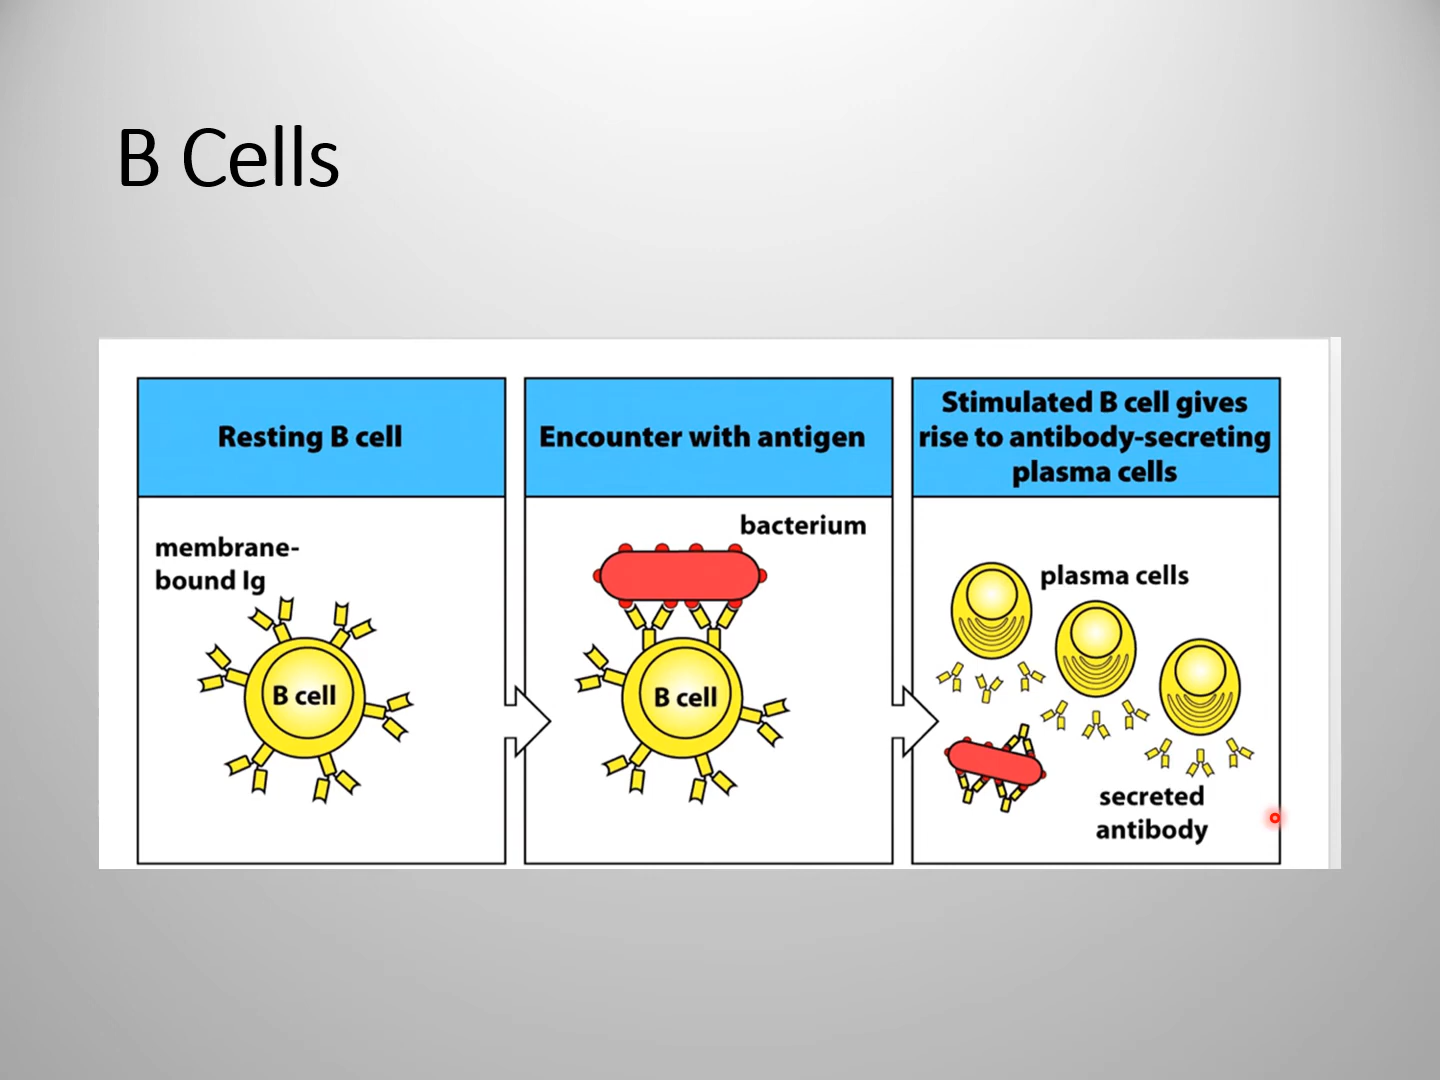 B Cells
Resting B cell
membrane-
bound Ig
B cell
Encounter with antigen
bacterium
B cell
Stimulated B cell gives
rise to antibody-secreting
plasma cells
plasma cells
secreted
antibody